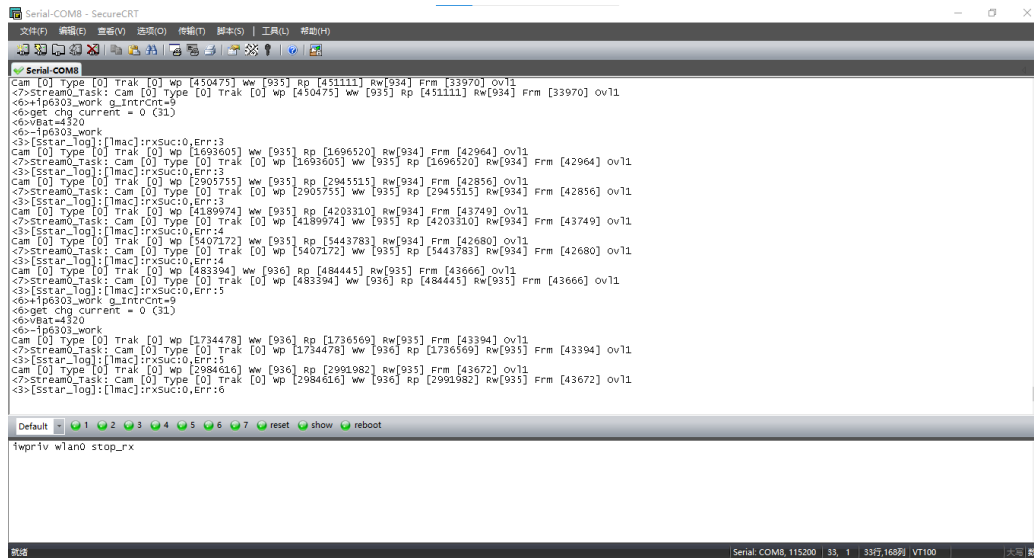 Serial-COM8 - SecureCRT
文件(F) 编辑(E) 查看(V) 选项(O) 传输(T) 脚本(S) | 工具(L) 帮助(H)
Serial-COM8
Cam [0] Type [0] Trak [0] Wp [450475] Ww [935] Rp [451111] Rw[934] Frm [33970] Ovl1
<7>Stream0_Task: Cam [0] Type [0] Trak [0] Wp [450475] Ww [935] Rp [451111] Rw[934] Frm [33970] Ovl1
<6>+ip6303_work g_IntrCnt=9
<6>get chg current = 0 (31)
<6>vBat=4320
<6>-ip6303_work
<3>[Sstar_log]:[lmac]:rxSuc:0,Err:3
Cam [0] Type [0] Trak [0] Wp [1693605] Ww [935] Rp [1696520] Rw[934] Frm [42964] Ovl1
<7>Stream0_Task: Cam [0] Type [0] Trak [0] Wp [1693605] Ww [935] Rp [1696520] Rw[934] Frm [42964] Ovl1
<3>[Sstar_log]:[lmac]:rxSuc:0,Err:3
Cam [0] Type [0] Trak [0] Wp [2905755] Ww [935] Rp [2945515] Rw[934] Frm [42856] Ovl1
<7>Stream0_Task: Cam [0] Type [0] Trak [0] Wp [2905755] Ww [935] Rp [2945515] Rw[934] Frm [42856] Ovl1
<3>[Sstar_log]:[lmac]:rxSuc:0,Err:3
Cam [0] Type [0] Trak [0] Wp [4189974] Ww [935] Rp [4203310] Rw[934] Frm [43749] Ovl1
<7>Stream0_Task: Cam [0] Type [0] Trak [0] Wp [4189974] Ww [935] Rp [4203310] Rw[934] Frm [43749] Ovl1
<3>[Sstar_log]:[lmac]:rxSuc:0,Err:4
Cam [0] Type [0] Trak [0] Wp [5407172] Ww [935] Rp [5443783] Rw[934] Frm [42680] Ovl1
<7>Stream0_Task: Cam [0] Type [0] Trak [0] Wp [5407172] Ww [935] Rp [5443783] Rw[934] Frm [42680] Ovl1
<3>[Sstar_log]:[lmac]:rxSuc:0,Err:4
Cam [0] Type [0] Trak [0] Wp [483394] Ww [936] Rp [484445] Rw[935] Frm [43666] Ovl1
<7>Stream0_Task: Cam [0] Type [0] Trak [0] Wp [483394] Ww [936] Rp [484445] Rw[935] Frm [43666] Ovl1
<3>[Sstar_log]:[lmac]:rxSuc:0,Err:5
<6>+ip6303_work g_IntrCnt=9
<6>get chg current = 0 (31)
<6>vBat=4320
<6>-ip6303_work
Cam [0] Type [0] Trak [0] Wp [1734478] Ww [936] Rp [1736569] Rw[935] Frm [43394] Ovl1
<7>Stream0_Task: Cam [0] Type [0] Trak [0] Wp [1734478] Ww [936] Rp [1736569] Rw[935] Frm [43394] Ovl1
<3>[Sstar_log]:[lmac]:rxSuc:0,Err:5
Cam [0] Type [0] Trak [0] Wp [2984616] Ww [936] Rp [2991982] Rw[935] Frm [43672] Ovl1
<7>Stream0_Task: Cam [0] Type [0] Trak [0] Wp [2984616] Ww [936] Rp [2991982] Rw[935] Frm [43672] Ovl1
<3>[Sstar_log]:[lmac]:rxSuc:0,Err:6
Default 1 2 3 4 5 6 7 reset show reboot
iwpriv wlan0 stop_rx
就绪 Serial: COM8, 115200 33, 1 33行,168列 VT100 大写